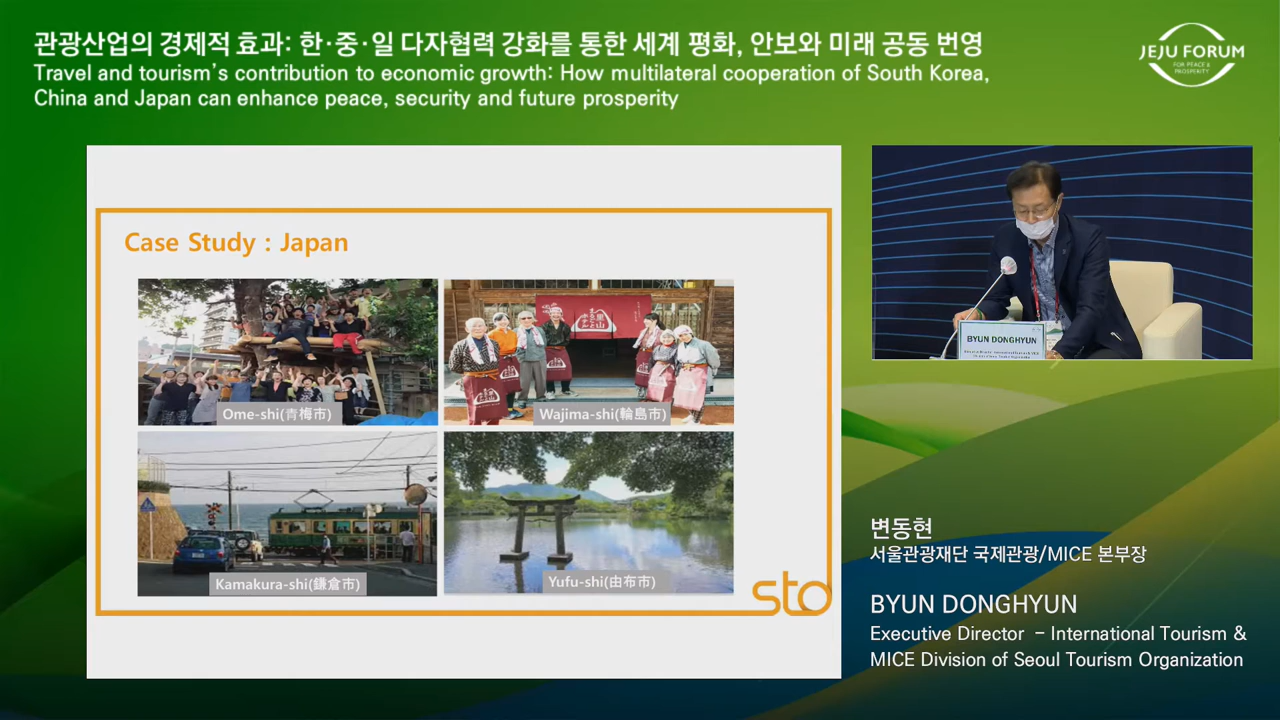 관광산업의 경제적 효과: 한·중·일 다자협력 강화를 통한 세계 평화, 안보와 미래 공동 번영
Travel and tourism's contribution to economic growth: How multilateral cooperation of South Korea,
China and Japan can enhance peace, security and future prosperity
JEJU FORUM
FOR PEACE &
PROSPERITY
Case Study : Japan
Ome-shi(青梅市)
Wajima-shi(輪島市)
Kamakura-shi(鎌倉市)
Yufu-shi(由布市)
sto
BYUN DONGHYUN
변동현
서울관광재단 국제관광/MICE 본부장
BYUN DONGHYUN
Executive Director - International Tourism &
MICE Division of Seoul Tourism Organization